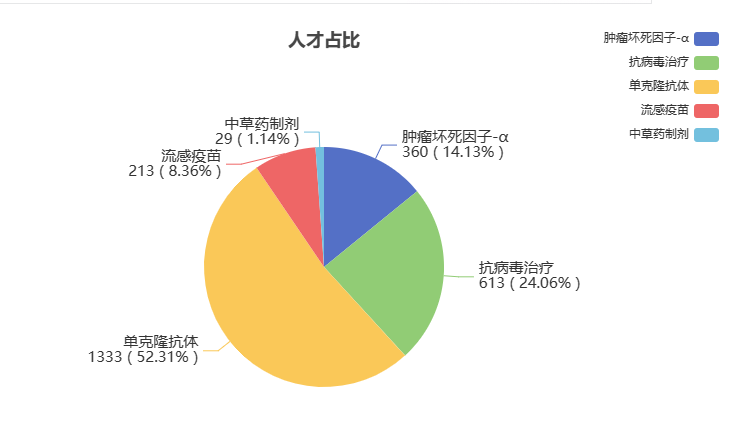 人才占比
肿瘤坏死因子-α
抗病毒治疗
单克隆抗体
流感疫苗
中草药制剂
中草药制剂
29 ( 1.14% )
肿瘤坏死因子-α
360 ( 14.13% )
流感疫苗
213 ( 8.36% )
抗病毒治疗
613 ( 24.06% )
单克隆抗体
1333 ( 52.31% )